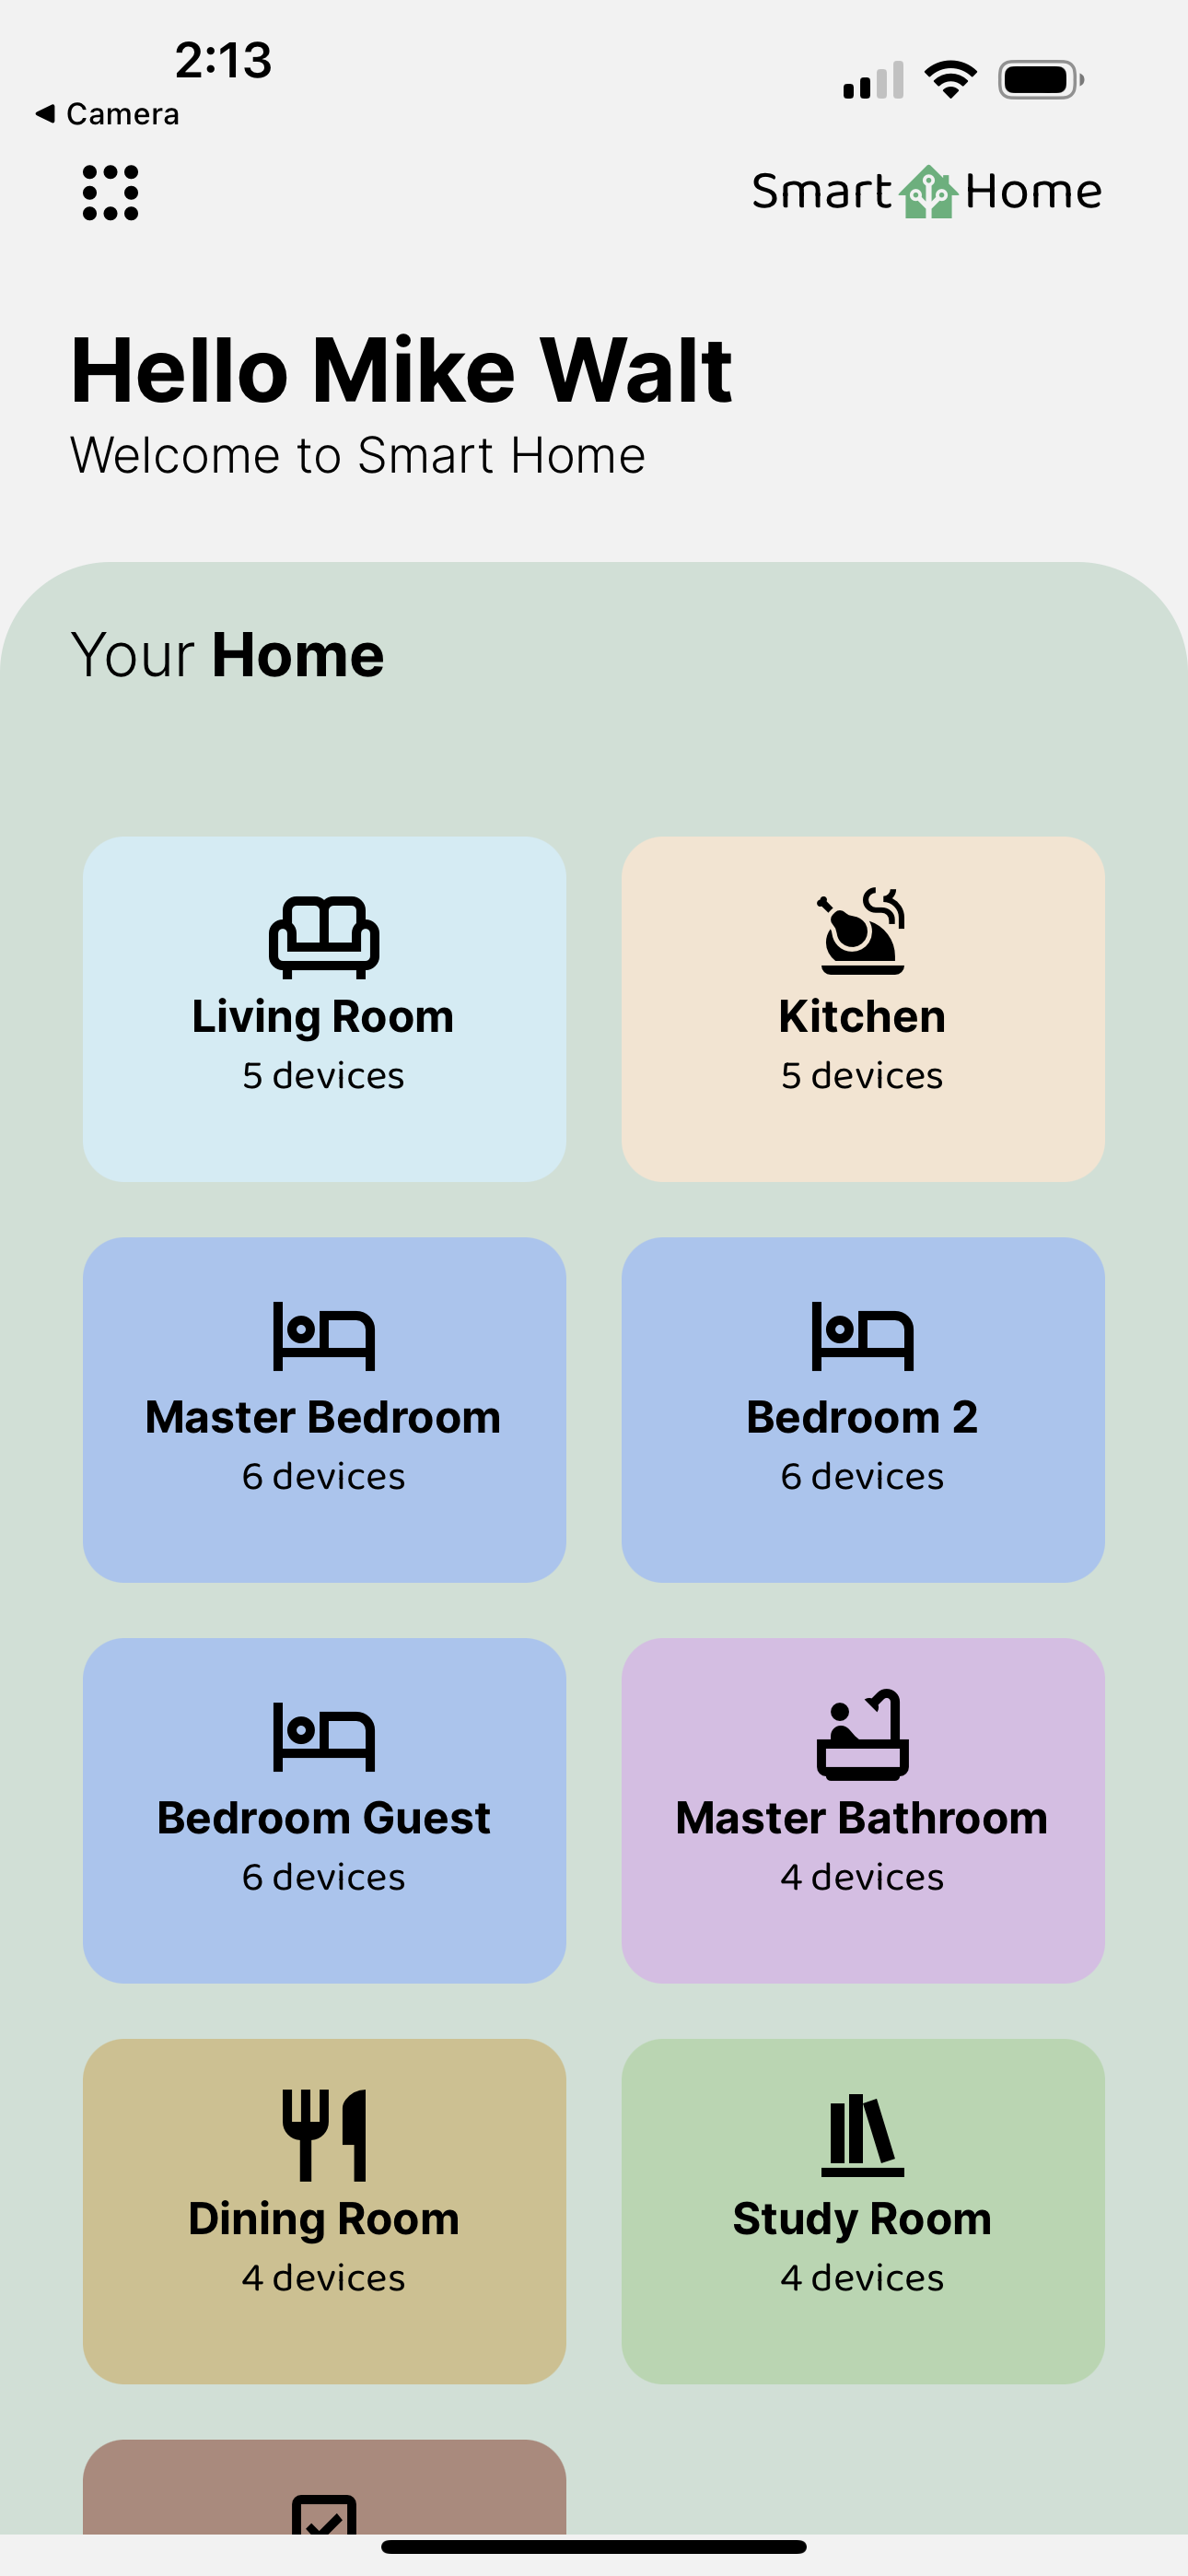 2:13
Camera
Smart Home
Hello Mike Walt
Welcome to Smart Home
Your Home
Living Room
5 devices
Kitchen
5 devices
Master Bedroom
6 devices
Bedroom 2
6 devices
Bedroom Guest
6 devices
Master Bathroom
4 devices
Dining Room
4 devices
Study Room
4 devices